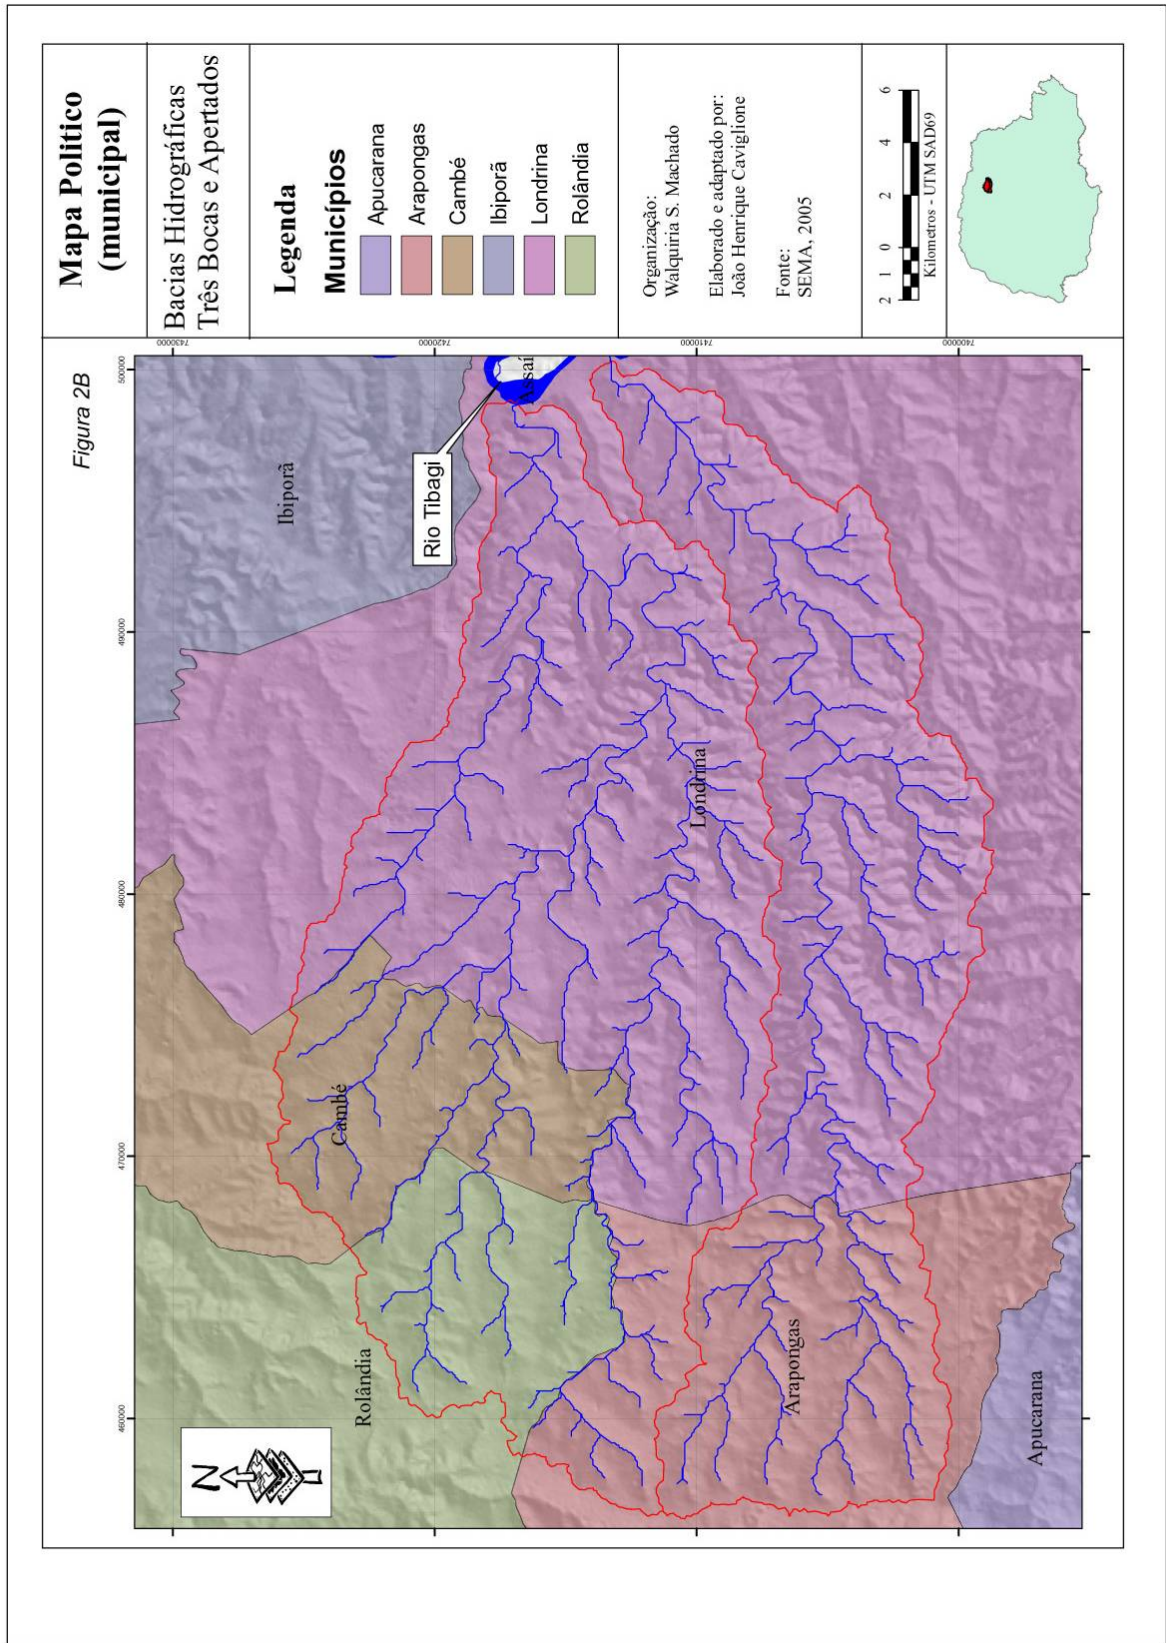 Figura 2B
Mapa Politico
(municipal)
Bacias Hidrográficas
Três Bocas e Apertados
Legenda
Municípios
Apucarana
Arapongas
Cambé
Ibiporã
Londrina
Rolândia
Organização:
Walquiria S. Machado
Elaborado e adaptado por:
João Henrique Caviglione
Fonte:
SEMA, 2005
2 1 0 2 4 6
Kilometros - UTM SAD69
N
460000
470000
480000
490000
500000
7430000
7420000
7410000
7400000
Ibiporã
Rio Tibagi
Assaí
Cambé
Rolândia
Londrina
Arapongas
Apucarana